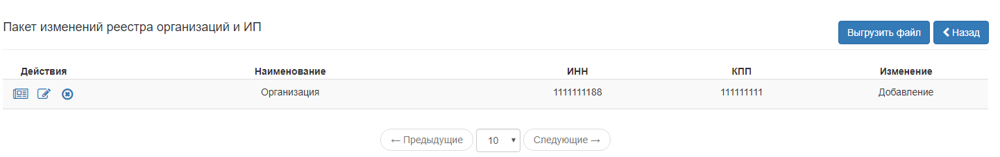 Пакет изменений реестра организаций и ИП
Выгрузить файл
Назад
Действия Наименование ИНН КПП Изменение
Организация 1111111188 111111111 Добавление
← Предыдущие 10 Следующие →